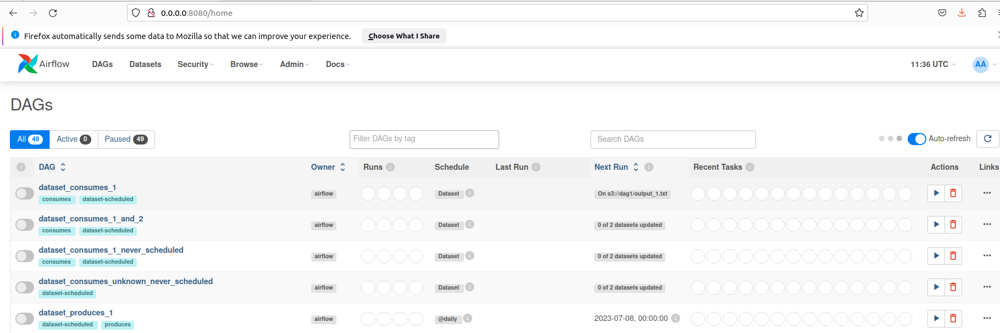 0.0.0.0:8080/home
Firefox automatically sends some data to Mozilla so that we can improve your experience. Choose What I Share
Airflow DAGs Datasets Security Browse Admin Docs 11:36 UTC AA
DAGs
All 49 Active 0 Paused 49 Filter DAGs by tag Search DAGs Auto-refresh
DAG Owner Runs Schedule Last Run Next Run Recent Tasks Actions Links
dataset_consumes_1
consumes dataset-scheduled airflow Dataset On s3://dag1/output_1.txt
dataset_consumes_1_and_2
consumes dataset-scheduled airflow Dataset 0 of 2 datasets updated
dataset_consumes_1_never_scheduled
consumes dataset-scheduled airflow Dataset 0 of 2 datasets updated
dataset_consumes_unknown_never_scheduled
dataset-scheduled airflow Dataset 0 of 2 datasets updated
dataset_produces_1
dataset-scheduled produces airflow @daily 2023-07-08, 00:00:00